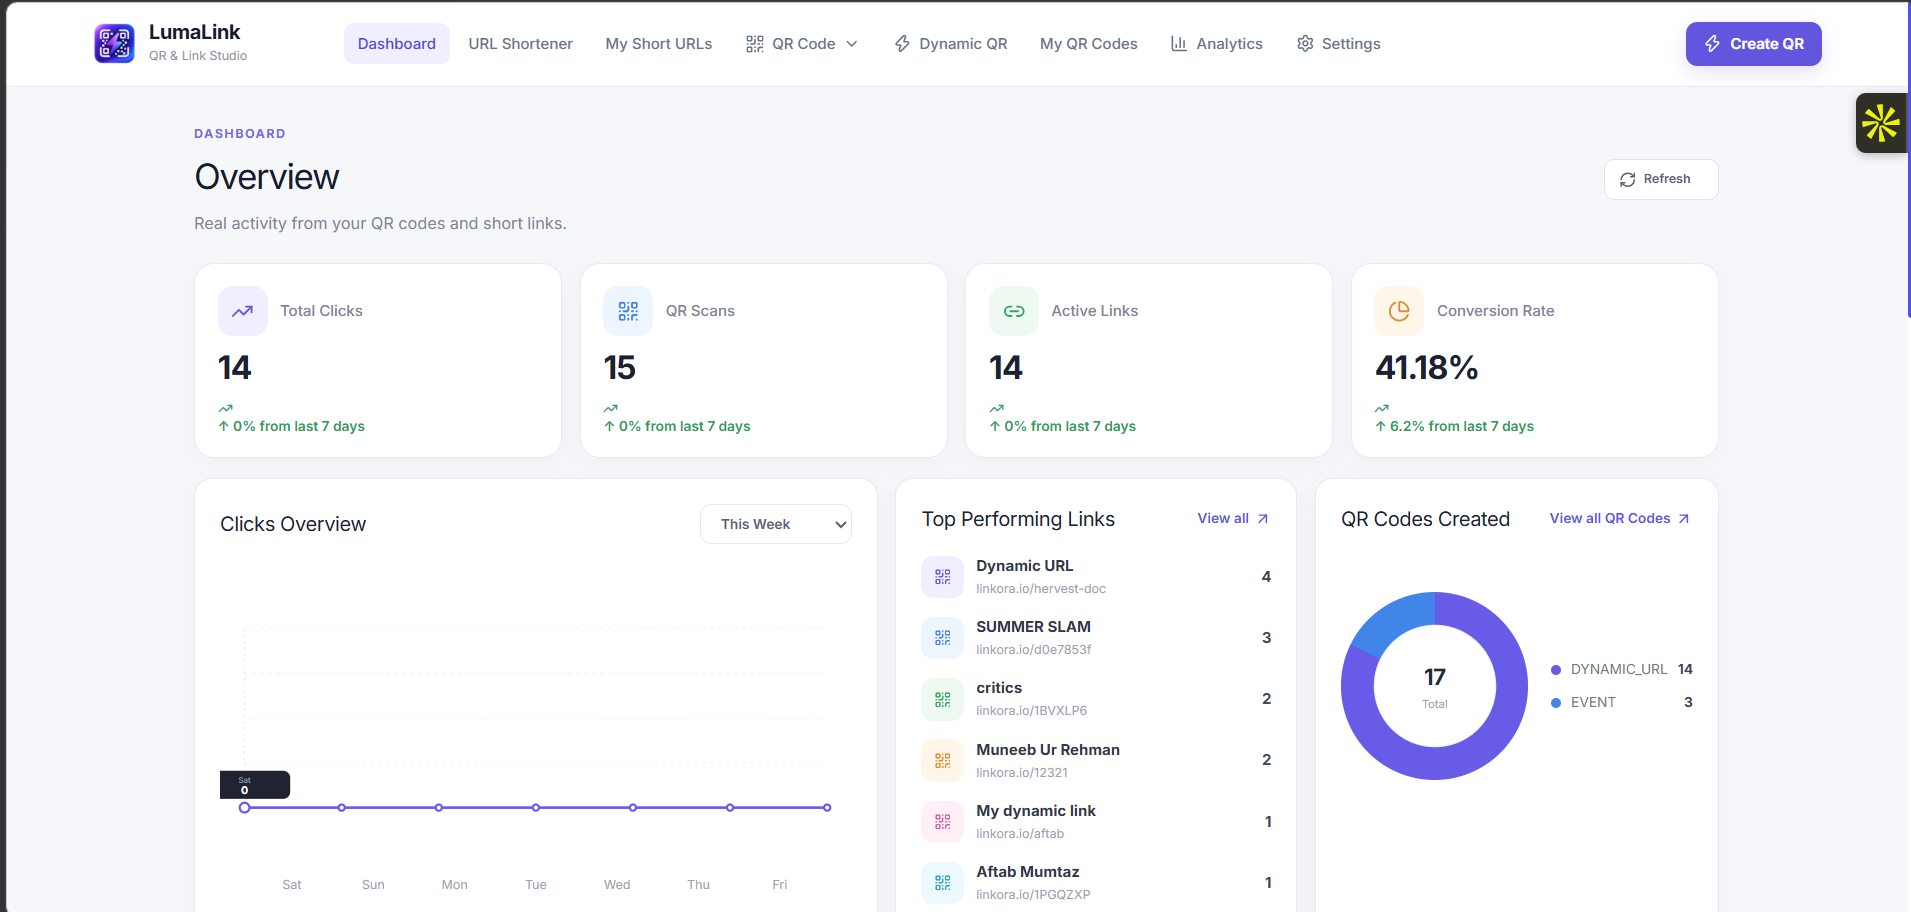 LumaLink
QR & Link Studio
Dashboard
URL Shortener
My Short URLs
QR Code
Dynamic QR
My QR Codes
Analytics
Settings
Create QR
DASHBOARD
Overview
Real activity from your QR codes and short links.
Refresh
Total Clicks
14
↑ 0% from last 7 days
QR Scans
15
↑ 0% from last 7 days
Active Links
14
↑ 0% from last 7 days
Conversion Rate
41.18%
↑ 6.2% from last 7 days
Clicks Overview
This Week
Sat
0
Sat
Sun
Mon
Tue
Wed
Thu
Fri
Top Performing Links
View all
Dynamic URL
linkora.io/hervest-doc
4
SUMMER SLAM
linkora.io/d0e7853f
3
critics
linkora.io/1BVXLP6
2
Muneeb Ur Rehman
linkora.io/12321
2
My dynamic link
linkora.io/aftab
1
Aftab Mumtaz
linkora.io/1PGQZXP
1
QR Codes Created
View all QR Codes
17
Total
DYNAMIC_URL 14
EVENT 3